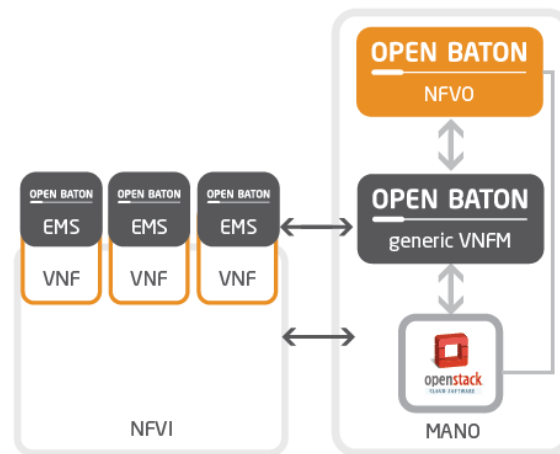 OPEN BATON
NFVO
OPEN BATON
generic VNFM
OPEN BATON
EMS
VNF
OPEN BATON
EMS
VNF
OPEN BATON
EMS
VNF
openstack
CLOUD SOFTWARE
NFVI
MANO